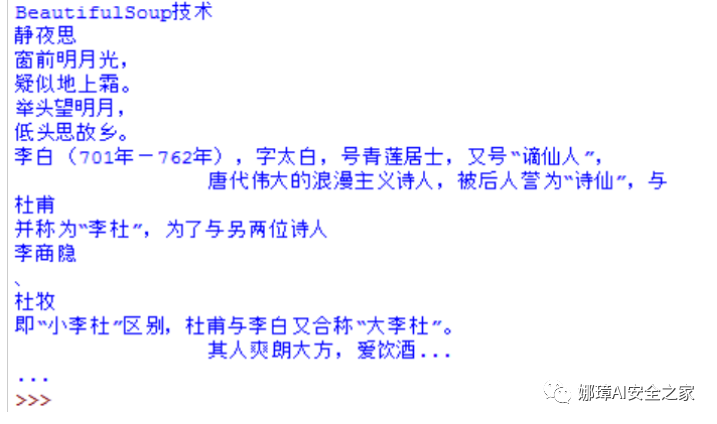 BeautifulSoup技术
静夜思
窗前明月光，
疑似地上霜。
举头望明月，
低头思故乡。
李白（701年－762年），字太白，号青莲居士，又号“谪仙人”，
唐代伟大的浪漫主义诗人，被后人誉为“诗仙”，与
杜甫
并称为“李杜”，为了与另两位诗人
李商隐
、
杜牧
即“小李杜”区别，杜甫与李白又合称“大李杜”。
其人爽朗大方，爱饮酒...
...
>>>
娜璋AI安全之家